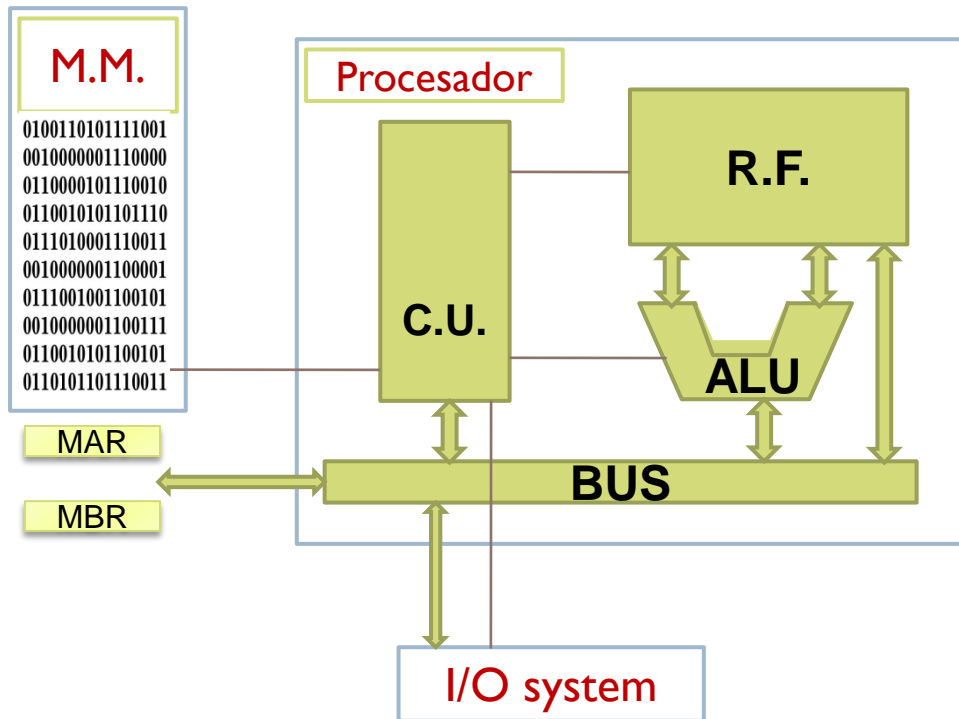 M.M.
0100110101111001
0010000001110000
0110000101110010
0110010101101110
0111010001110011
0010000001100001
0111001001100101
0010000001100111
0110010101100101
0110101101110011
MAR
MBR
Procesador
C.U.
R.F.
ALU
BUS
I/O system